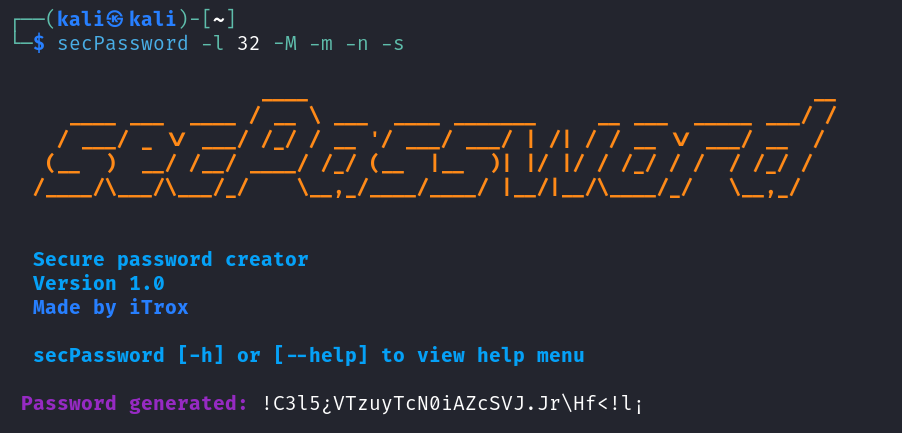 ┌──(kali㉿kali)-[~]
└─$ secPassword -l 32 -M -m -n -s
secPassword
Secure password creator
Version 1.0
Made by iTrox
secPassword [-h] or [--help] to view help menu
Password generated: !C3l5¿VTzuyTcN0iAZcSVJ.Jr\Hf<!l¡